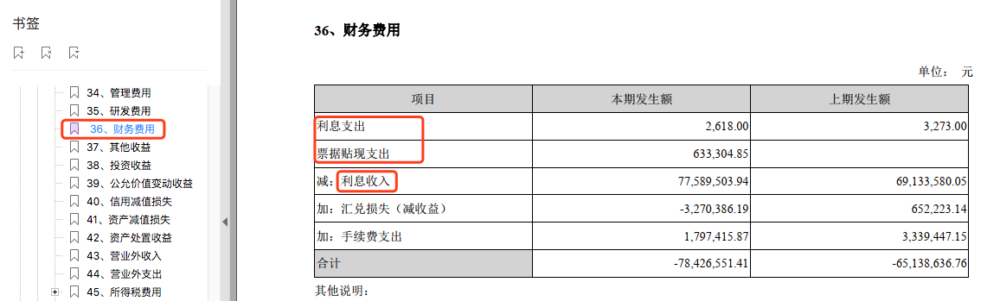 书签
34、管理费用
35、研发费用
36、财务费用
37、其他收益
38、投资收益
39、公允价值变动收益
40、信用减值损失
41、资产减值损失
42、资产处置收益
43、营业外收入
44、营业外支出
45、所得税费用
36、财务费用
单位： 元
项目 本期发生额 上期发生额
利息支出 2,618.00 3,273.00
票据贴现支出 633,304.85
减：利息收入 77,589,503.94 69,133,580.05
加：汇兑损失（减收益） -3,270,386.19 652,223.14
加：手续费支出 1,797,415.87 3,339,447.15
合计 -78,426,551.41 -65,138,636.76
其他说明：